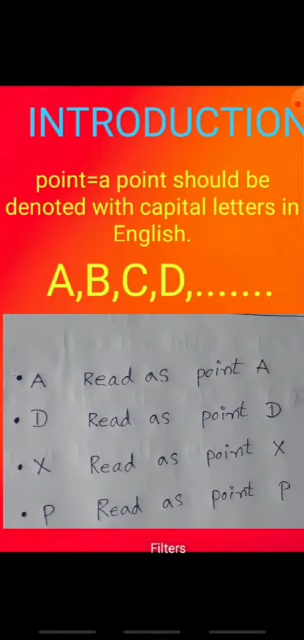 INTRODUCTION
point=a point should be
denoted with capital letters in
English.
A,B,C,D,.......
• A Read as point A
• D Read as point D
• X Read as point X
• P Read as point P
Filters